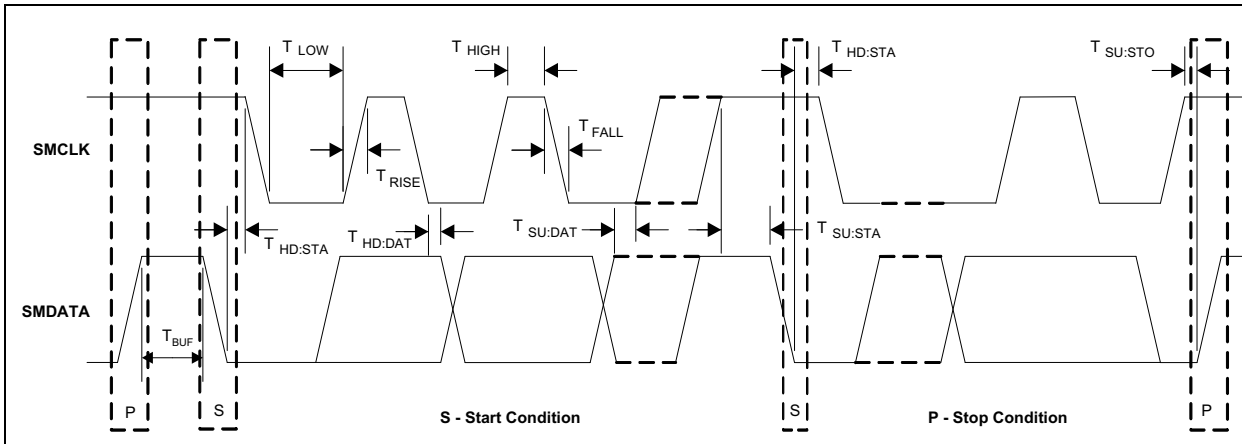 T LOW
T HIGH
T HD:STA
T SU:STO
SMCLK
T FALL
T RISE
T HD:STA
T HD:DAT
T SU:DAT
T SU:STA
SMDATA
T BUF
P
S
S - Start Condition
S
P - Stop Condition
P